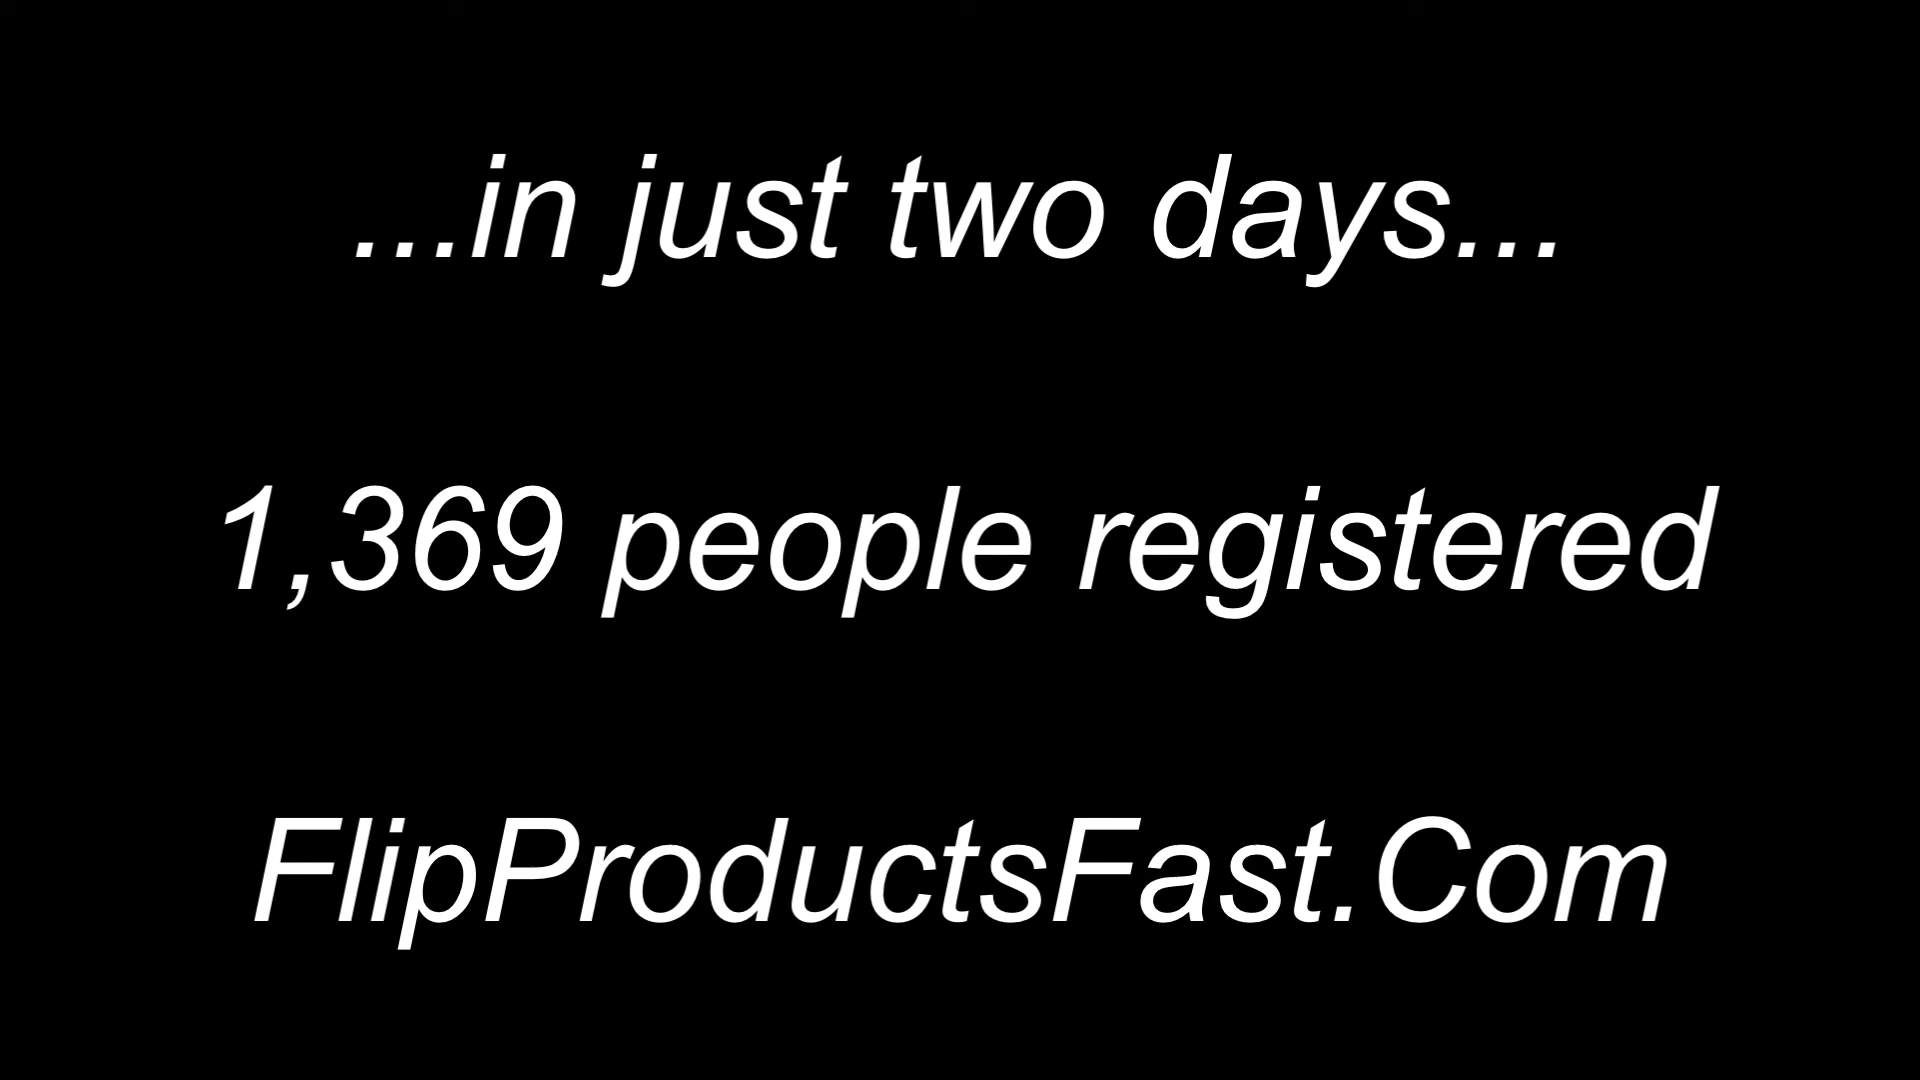 ...in just two days...
1,369 people registered
FlipProductsFast.Com